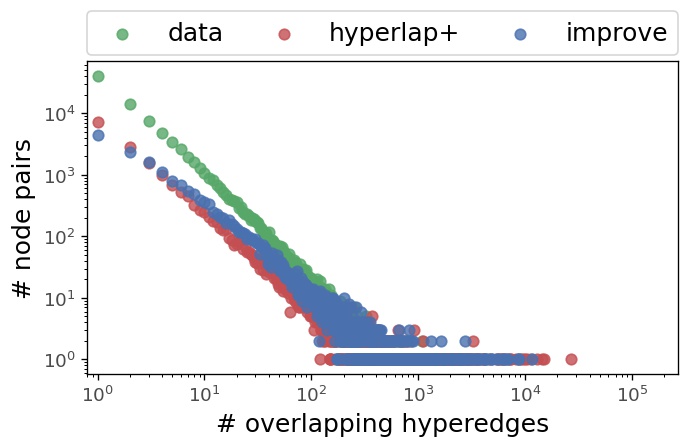 data hyperlap+ improve
# node pairs
10^4
10^3
10^2
10^1
10^0
10^0 10^1 10^2 10^3 10^4 10^5
# overlapping hyperedges